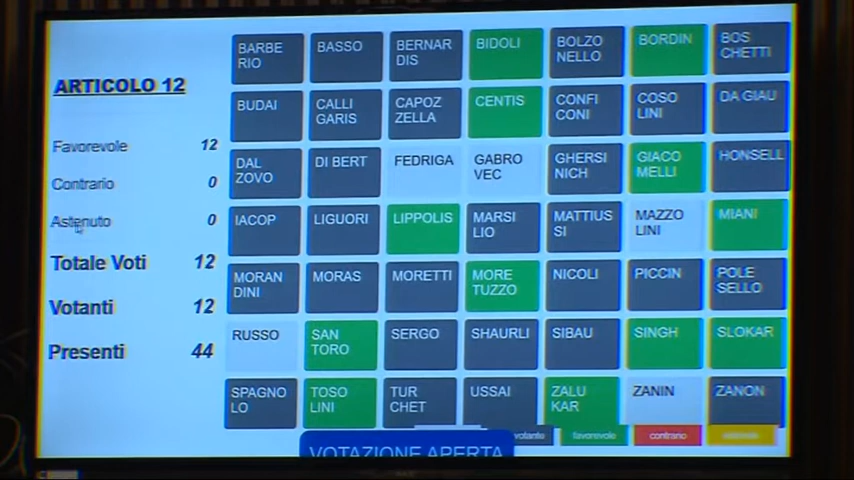 ARTICOLO 12
Favorevole 12
Contrario 0
Astenuto 0
Totale Voti 12
Votanti 12
Presenti 44
BARBE
RIO
BASSO
BERNAR
DIS
BIDOLI
BOLZO
NELLO
BORDIN
BOS
CHETTI
BUDAI
CALLI
GARIS
CAPOZ
ZELLA
CENTIS
CONFI
CONI
COSO
LINI
DA GIAU
DAL
ZOVO
DI BERT
FEDRIGA
GABRO
VEC
GHERSI
NICH
GIACO
MELLI
HONSELL
IACOP
LIGUORI
LIPPOLIS
MARSI
LIO
MATTIUS
SI
MAZZO
LINI
MIANI
MORAN
DINI
MORAS
MORETTI
MORE
TUZZO
NICOLI
PICCIN
POLE
SELLO
RUSSO
SAN
TORO
SERGO
SHAURLI
SIBAU
SINGH
SLOKAR
SPAGNO
LO
TOSO
LINI
TUR
CHET
USSAI
ZALU
KAR
ZANIN
ZANON
votante
favorevole
contrario
VOTAZIONE APERTA